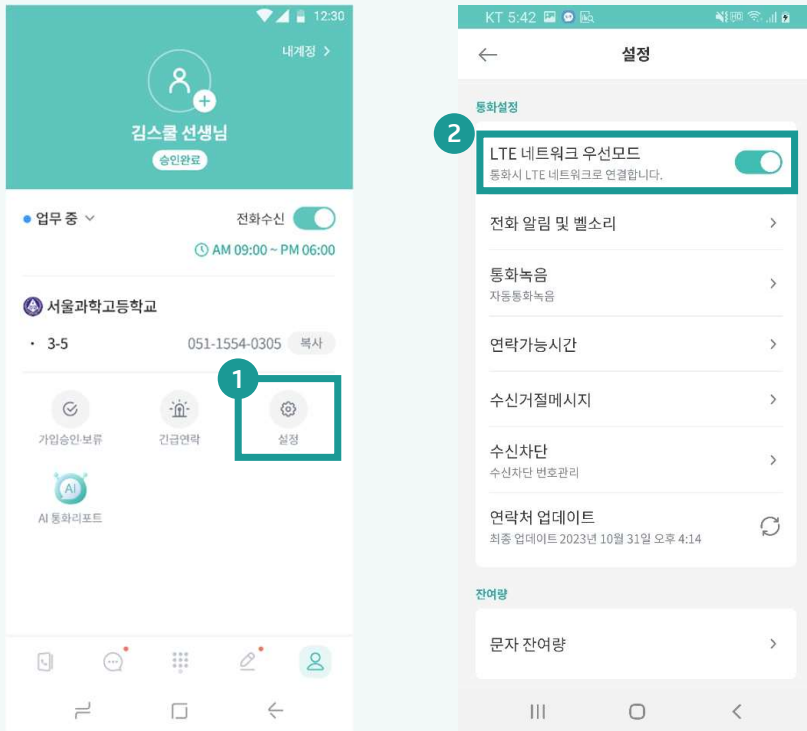 12:30
내계정 >
김스쿨 선생님
승인완료
업무 중
전화수신
AM 09:00 ~ PM 06:00
서울과학고등학교
· 3-5 051-1554-0305 복사
1
가입승인·보류 긴급연락 설정
AI
AI 통화리포트
KT 5:42
설정
통화설정
2
LTE 네트워크 우선모드
통화시 LTE 네트워크로 연결합니다.
전화 알림 및 벨소리
통화녹음
자동통화녹음
연락가능시간
수신거절메시지
수신차단
수신차단 번호관리
연락처 업데이트
최종 업데이트 2023년 10월 31일 오후 4:14
잔여량
문자 잔여량